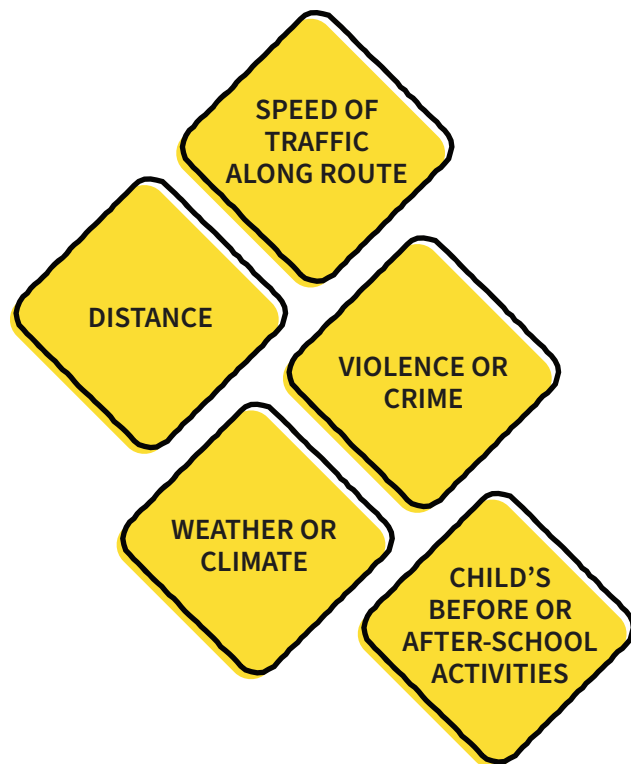 SPEED OF
TRAFFIC
ALONG ROUTE
DISTANCE
VIOLENCE OR
CRIME
WEATHER OR
CLIMATE
CHILD’S
BEFORE OR
AFTER-SCHOOL
ACTIVITIES